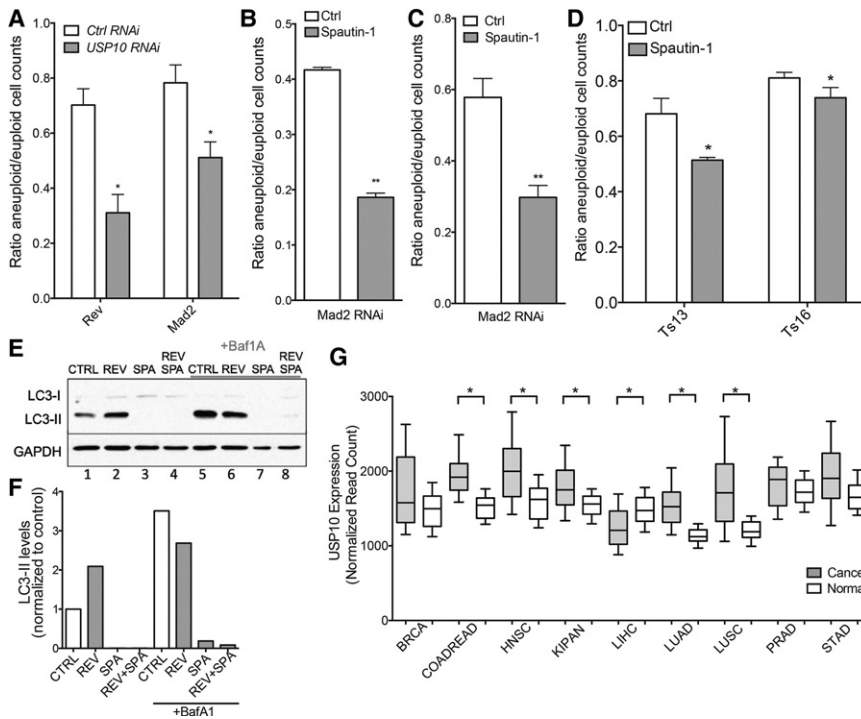 A
Ctrl RNAi
USP10 RNAi
Ratio aneuploid/euploid cell counts
1.0
0.8
0.6
0.4
0.2
0.0
*
*
Rev
Mad2
B
Ctrl
Spautin-1
Ratio aneuploid/euploid cell counts
0.5
0.4
0.3
0.2
0.1
0.0
**
Mad2 RNAi
C
Ctrl
Spautin-1
Ratio aneuploid/euploid cell counts
0.8
0.6
0.4
0.2
0.0
**
Mad2 RNAi
D
Ctrl
Spautin-1
Ratio aneuploid/euploid cell counts
1.0
0.8
0.6
0.4
0.2
0.0
*
*
Ts13
Ts16
E
+Baf1A
CTRL REV SPA REV SPA CTRL REV SPA REV SPA
LC3-I
LC3-II
GAPDH
1 2 3 4 5 6 7 8
F
LC3-II levels
(normalized to control)
4
3
2
1
0
CTRL
REV
SPA
REV+SPA
CTRL
REV
SPA
REV+SPA
+BafA1
G
USP10 Expression
(Normalized Read Count)
3000
2000
1000
0
* * * * * *
Cance
Norma
BRCA
COADREAD
HNSC
KIPAN
LIHC
LUAD
LUSC
PRAD
STAD